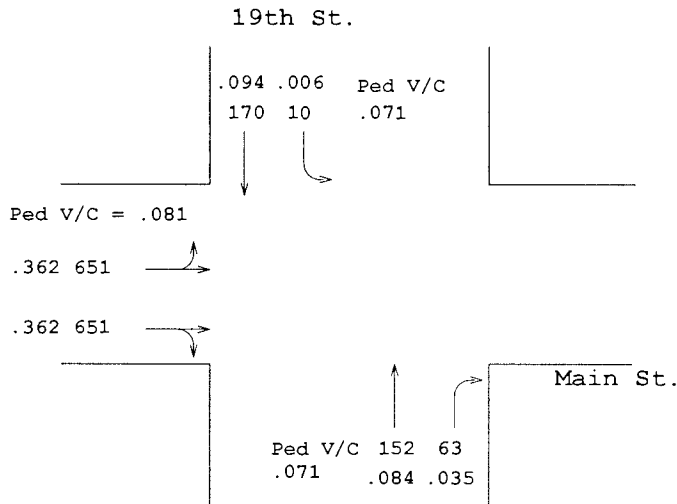 19th St.
.094 .006 Ped V/C
170 10 .071
Ped V/C = .081
.362 651
.362 651
Main St.
Ped V/C 152 63
.071 .084 .035